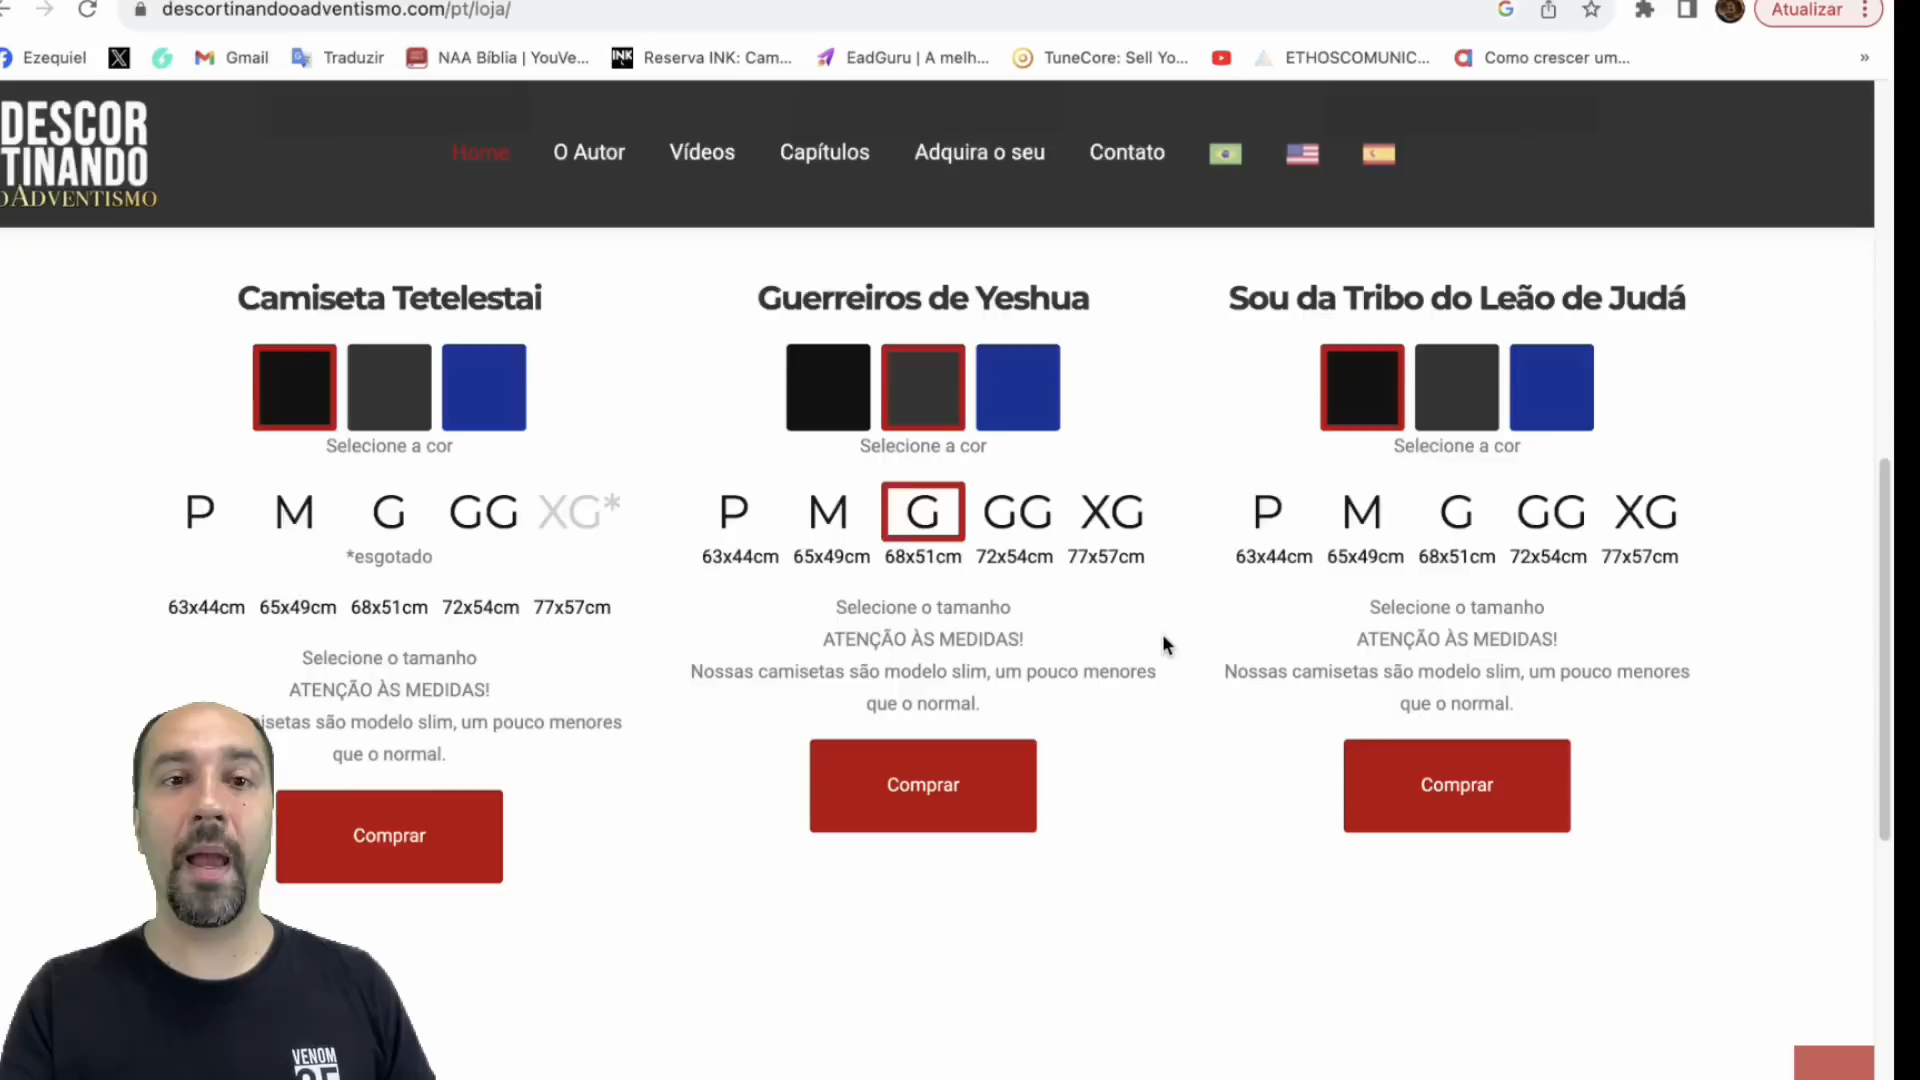 descortinandooadventismo.com/pt/loja/
Atualizar
Ezequiel
Gmail
Traduzir
NAA Bíblia | YouVe...
INK
Reserva INK: Cam...
EadGuru | A melh...
TuneCore: Sell Yo...
ETHOSCOMUNIC...
Como crescer um...
»
DESCOR
TINANDO
OADVENTISMO
Home
O Autor
Vídeos
Capítulos
Adquira o seu
Contato
Camiseta Tetelestai
Selecione a cor
P M G GG XG*
*esgotado
63x44cm 65x49cm 68x51cm 72x54cm 77x57cm
Selecione o tamanho
ATENÇÃO ÀS MEDIDAS!
isetas são modelo slim, um pouco menores
que o normal.
Comprar
Guerreiros de Yeshua
Selecione a cor
P M G GG XG
63x44cm 65x49cm 68x51cm 72x54cm 77x57cm
Selecione o tamanho
ATENÇÃO ÀS MEDIDAS!
Nossas camisetas são modelo slim, um pouco menores
que o normal.
Comprar
Sou da Tribo do Leão de Judá
Selecione a cor
P M G GG XG
63x44cm 65x49cm 68x51cm 72x54cm 77x57cm
Selecione o tamanho
ATENÇÃO ÀS MEDIDAS!
Nossas camisetas são modelo slim, um pouco menores
que o normal.
Comprar
VENOM